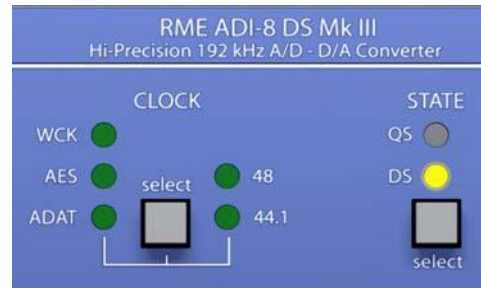 RME ADI-8 DS Mk III
Hi-Precision 192 kHz A/D - D/A Converter
CLOCK
STATE
WCK
QS
AES
select
48
DS
ADAT
44.1
select